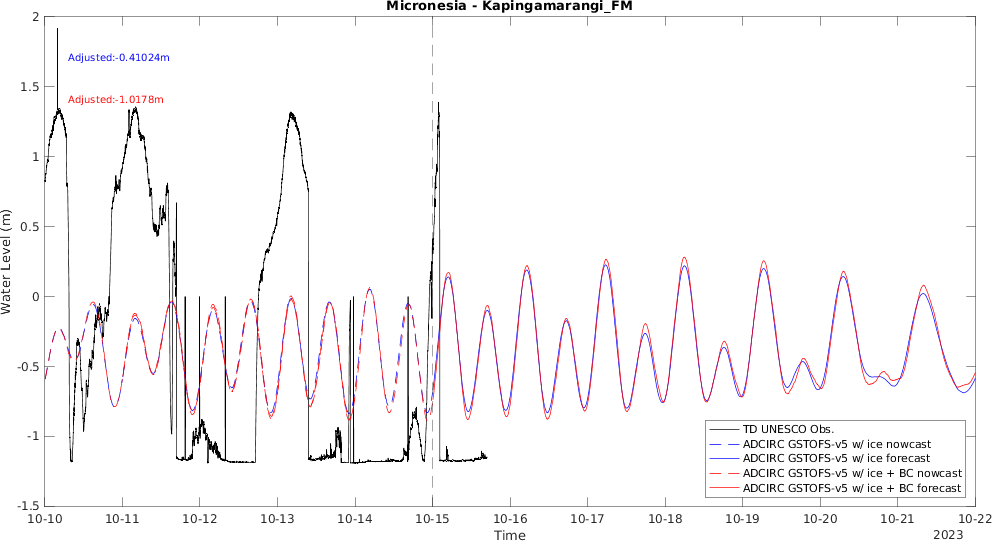 Micronesia - Kapingamarangi_FM
Adjusted:-0.41024m
Adjusted:-1.0178m
Water Level (m)
2
1.5
1
0.5
0
-0.5
-1
-1.5
TD UNESCO Obs.
ADCIRC GSTOFS-v5 w/ ice nowcast
ADCIRC GSTOFS-v5 w/ ice forecast
ADCIRC GSTOFS-v5 w/ ice + BC nowcast
ADCIRC GSTOFS-v5 w/ ice + BC forecast
10-10 10-11 10-12 10-13 10-14 10-15 10-16 10-17 10-18 10-19 10-20 10-21 10-22
Time
2023